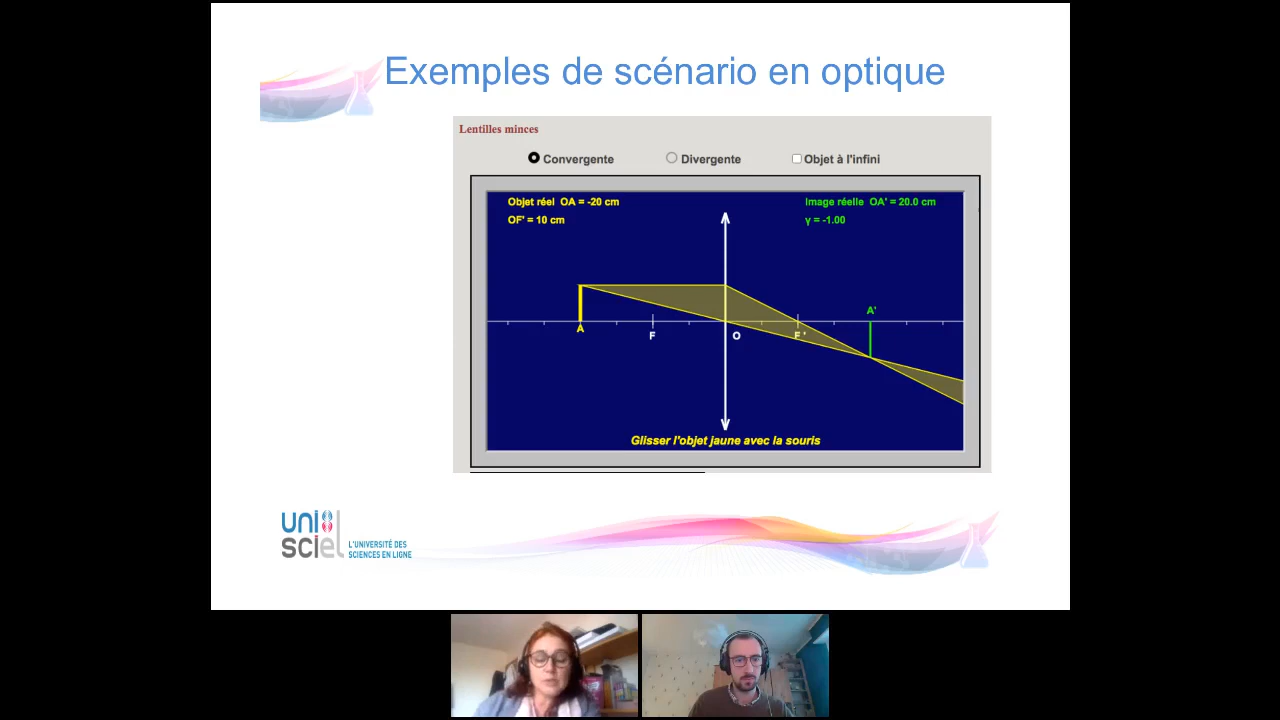 Exemples de scénario en optique
Lentilles minces
Convergente
Divergente
Objet à l'infini
Objet réel OA = -20 cm
OF' = 10 cm
Image réelle OA' = 20.0 cm
γ = -1.00
A
F
O
F'
A'
Glisser l'objet jaune avec la souris
uni
sciel
L'UNIVERSITÉ DES
SCIENCES EN LIGNE